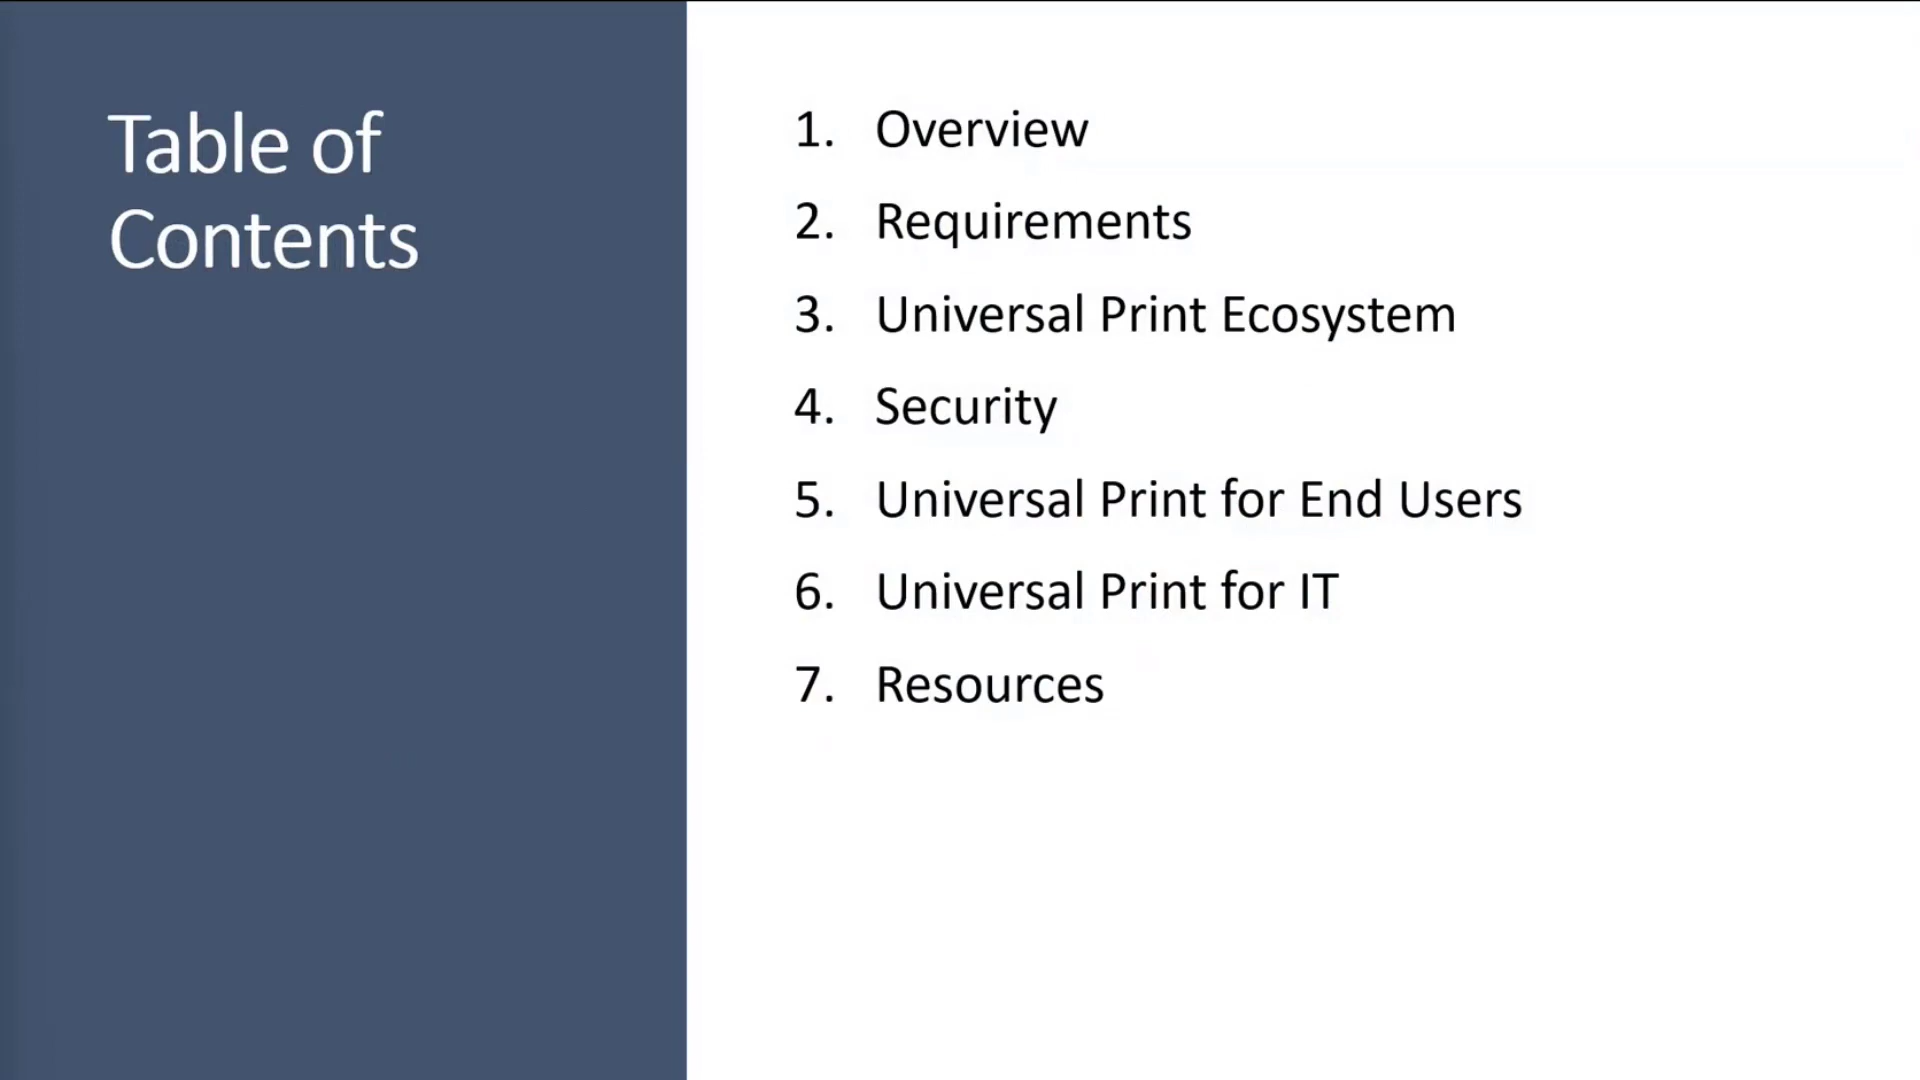 Table of
Contents
1. Overview
2. Requirements
3. Universal Print Ecosystem
4. Security
5. Universal Print for End Users
6. Universal Print for IT
7. Resources